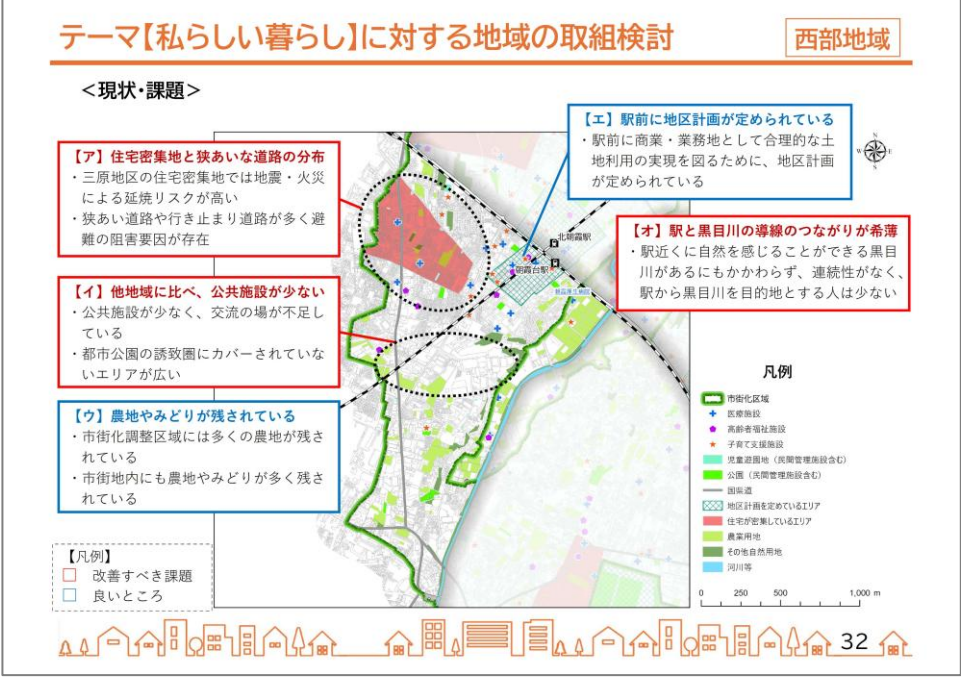 テーマ【私らしい暮らし】に対する地域の取組検討
西部地域
<現状・課題>
【ア】住宅密集地と狭あいな道路の分布
・三原地区の住宅密集地では地震・火災
による延焼リスクが高い
・狭あい道路や行き止まり道路が多く避
難の阻害要因が存在
【イ】他地域に比べ、公共施設が少ない
・公共施設が少なく、交流の場が不足し
ている
・都市公園の誘致圏にカバーされていな
いエリアが広い
【ウ】農地やみどりが残されている
・市街化調整区域には多くの農地が残さ
れている
・市街地内にも農地やみどりが多く残さ
れている
【凡例】
改善すべき課題
良いところ
【エ】駅前に地区計画が定められている
・駅前に商業・業務地として合理的な土
地利用の実現を図るために、地区計画
が定められている
N
W
E
S
【オ】駅と黒目川の導線のつながりが希薄
・駅近くに自然を感じることができる黒目
川があるにもかかわらず、連続性がなく、
駅から黒目川を目的地とする人は少ない
北朝霞駅
朝霞台駅
凡例
市街化区域
医療施設
高齢者福祉施設
子育て支援施設
児童遊園地（民間管理施設含む）
公園（民間管理施設含む）
国県道
地区計画を定めているエリア
住宅が密集しているエリア
農業用地
その他自然用地
河川等
0 250 500 1,000 m
32